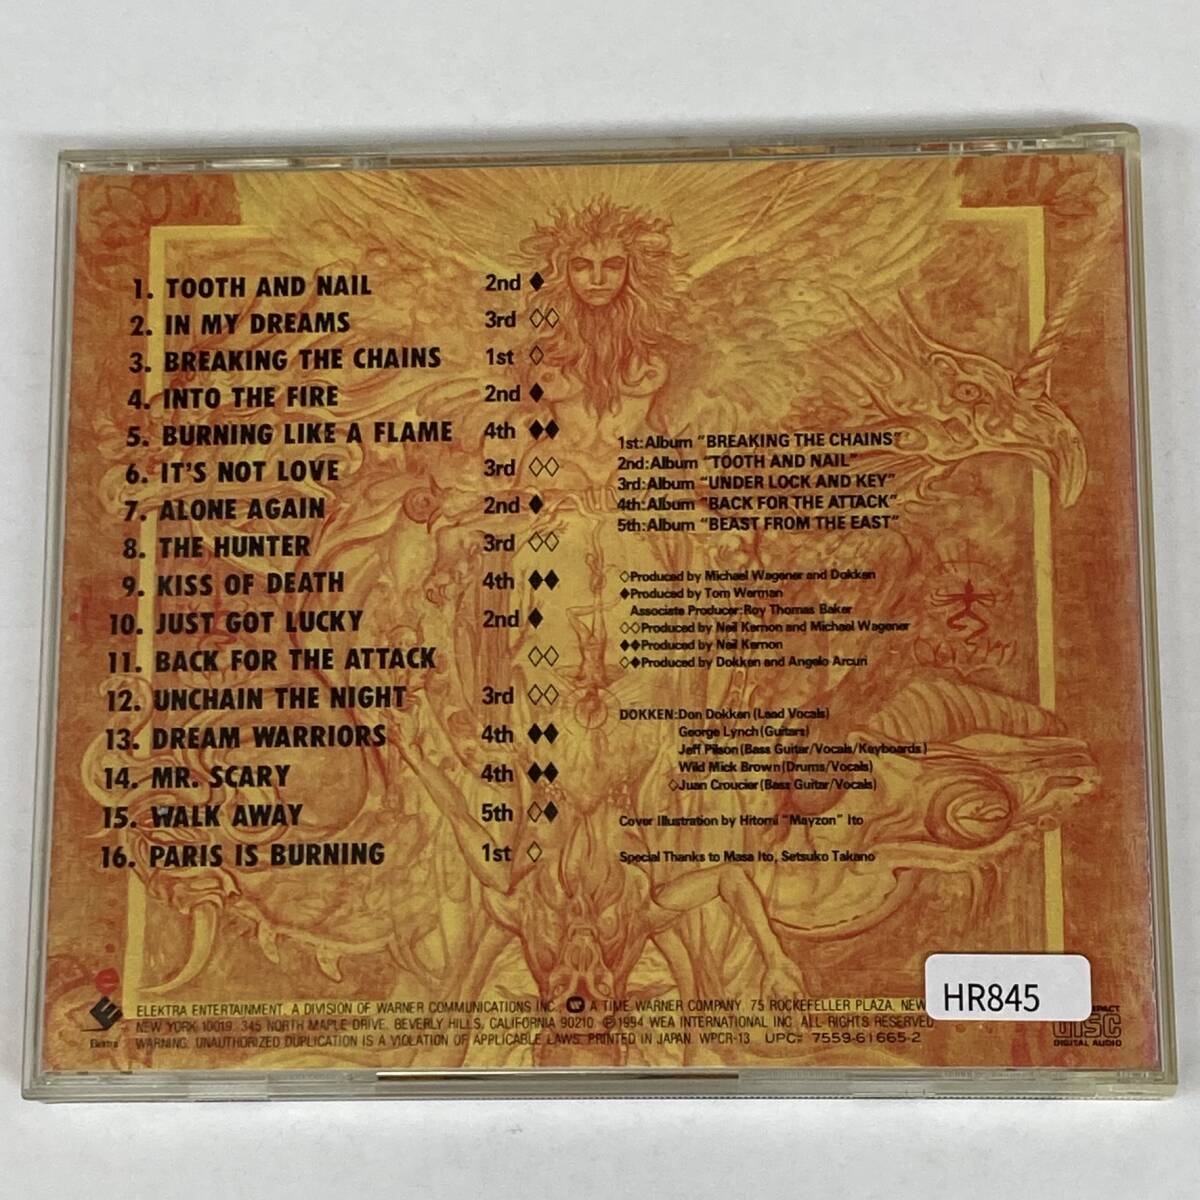 1. TOOTH AND NAIL 2nd ♦
2. IN MY DREAMS 3rd ◇◇
3. BREAKING THE CHAINS 1st ◇
4. INTO THE FIRE 2nd ♦
5. BURNING LIKE A FLAME 4th ♦♦
6. IT'S NOT LOVE 3rd ◇◇
7. ALONE AGAIN 2nd ♦
8. THE HUNTER 3rd ◇◇
9. KISS OF DEATH 4th ♦♦
10. JUST GOT LUCKY 2nd ♦
11. BACK FOR THE ATTACK ◇◇
12. UNCHAIN THE NIGHT 3rd ◇◇
13. DREAM WARRIORS 4th ♦♦
14. MR. SCARY 4th ♦♦
15. WALK AWAY 5th ◇♦
16. PARIS IS BURNING 1st ◇
1st:Album "BREAKING THE CHAINS"
2nd:Album "TOOTH AND NAIL"
3rd:Album "UNDER LOCK AND KEY"
4th:Album "BACK FOR THE ATTACK"
5th:Album "BEAST FROM THE EAST"
◇Produced by Michael Wagener and Dokken
♦Produced by Tom Werman
Associate Producer:Roy Thomas Baker
◇◇Produced by Neil Kernon and Michael Wagener
♦♦Produced by Neil Kernon
◇♦Produced by Dokken and Angelo Arcuri
DOKKEN:Don Dokken (Lead Vocals)
George Lynch (Guitars)
Jeff Pilson (Bass Guitar/Vocals/Keyboards)
Wild Mick Brown (Drums/Vocals)
◇Juan Croucier (Bass Guitar/Vocals)
Cover Illustration by Hitomi "Mayzon" Ito
Special Thanks to Masa Ito, Setsuko Takano
Elektra
ELEKTRA ENTERTAINMENT, A DIVISION OF WARNER COMMUNICATIONS INC., A TIME WARNER COMPANY. 75 ROCKEFELLER PLAZA, NEW
NEW YORK 10019. 345 NORTH MAPLE DRIVE, BEVERLY HILLS, CALIFORNIA 90210. ℗1994 WEA INTERNATIONAL INC. ALL RIGHTS RESERVED.
WARNING: UNAUTHORIZED DUPLICATION IS A VIOLATION OF APPLICABLE LAWS. PRINTED IN JAPAN. WPCR-13 UPC# 7559-61665-2
HR845
disc
DIGITAL AUDIO